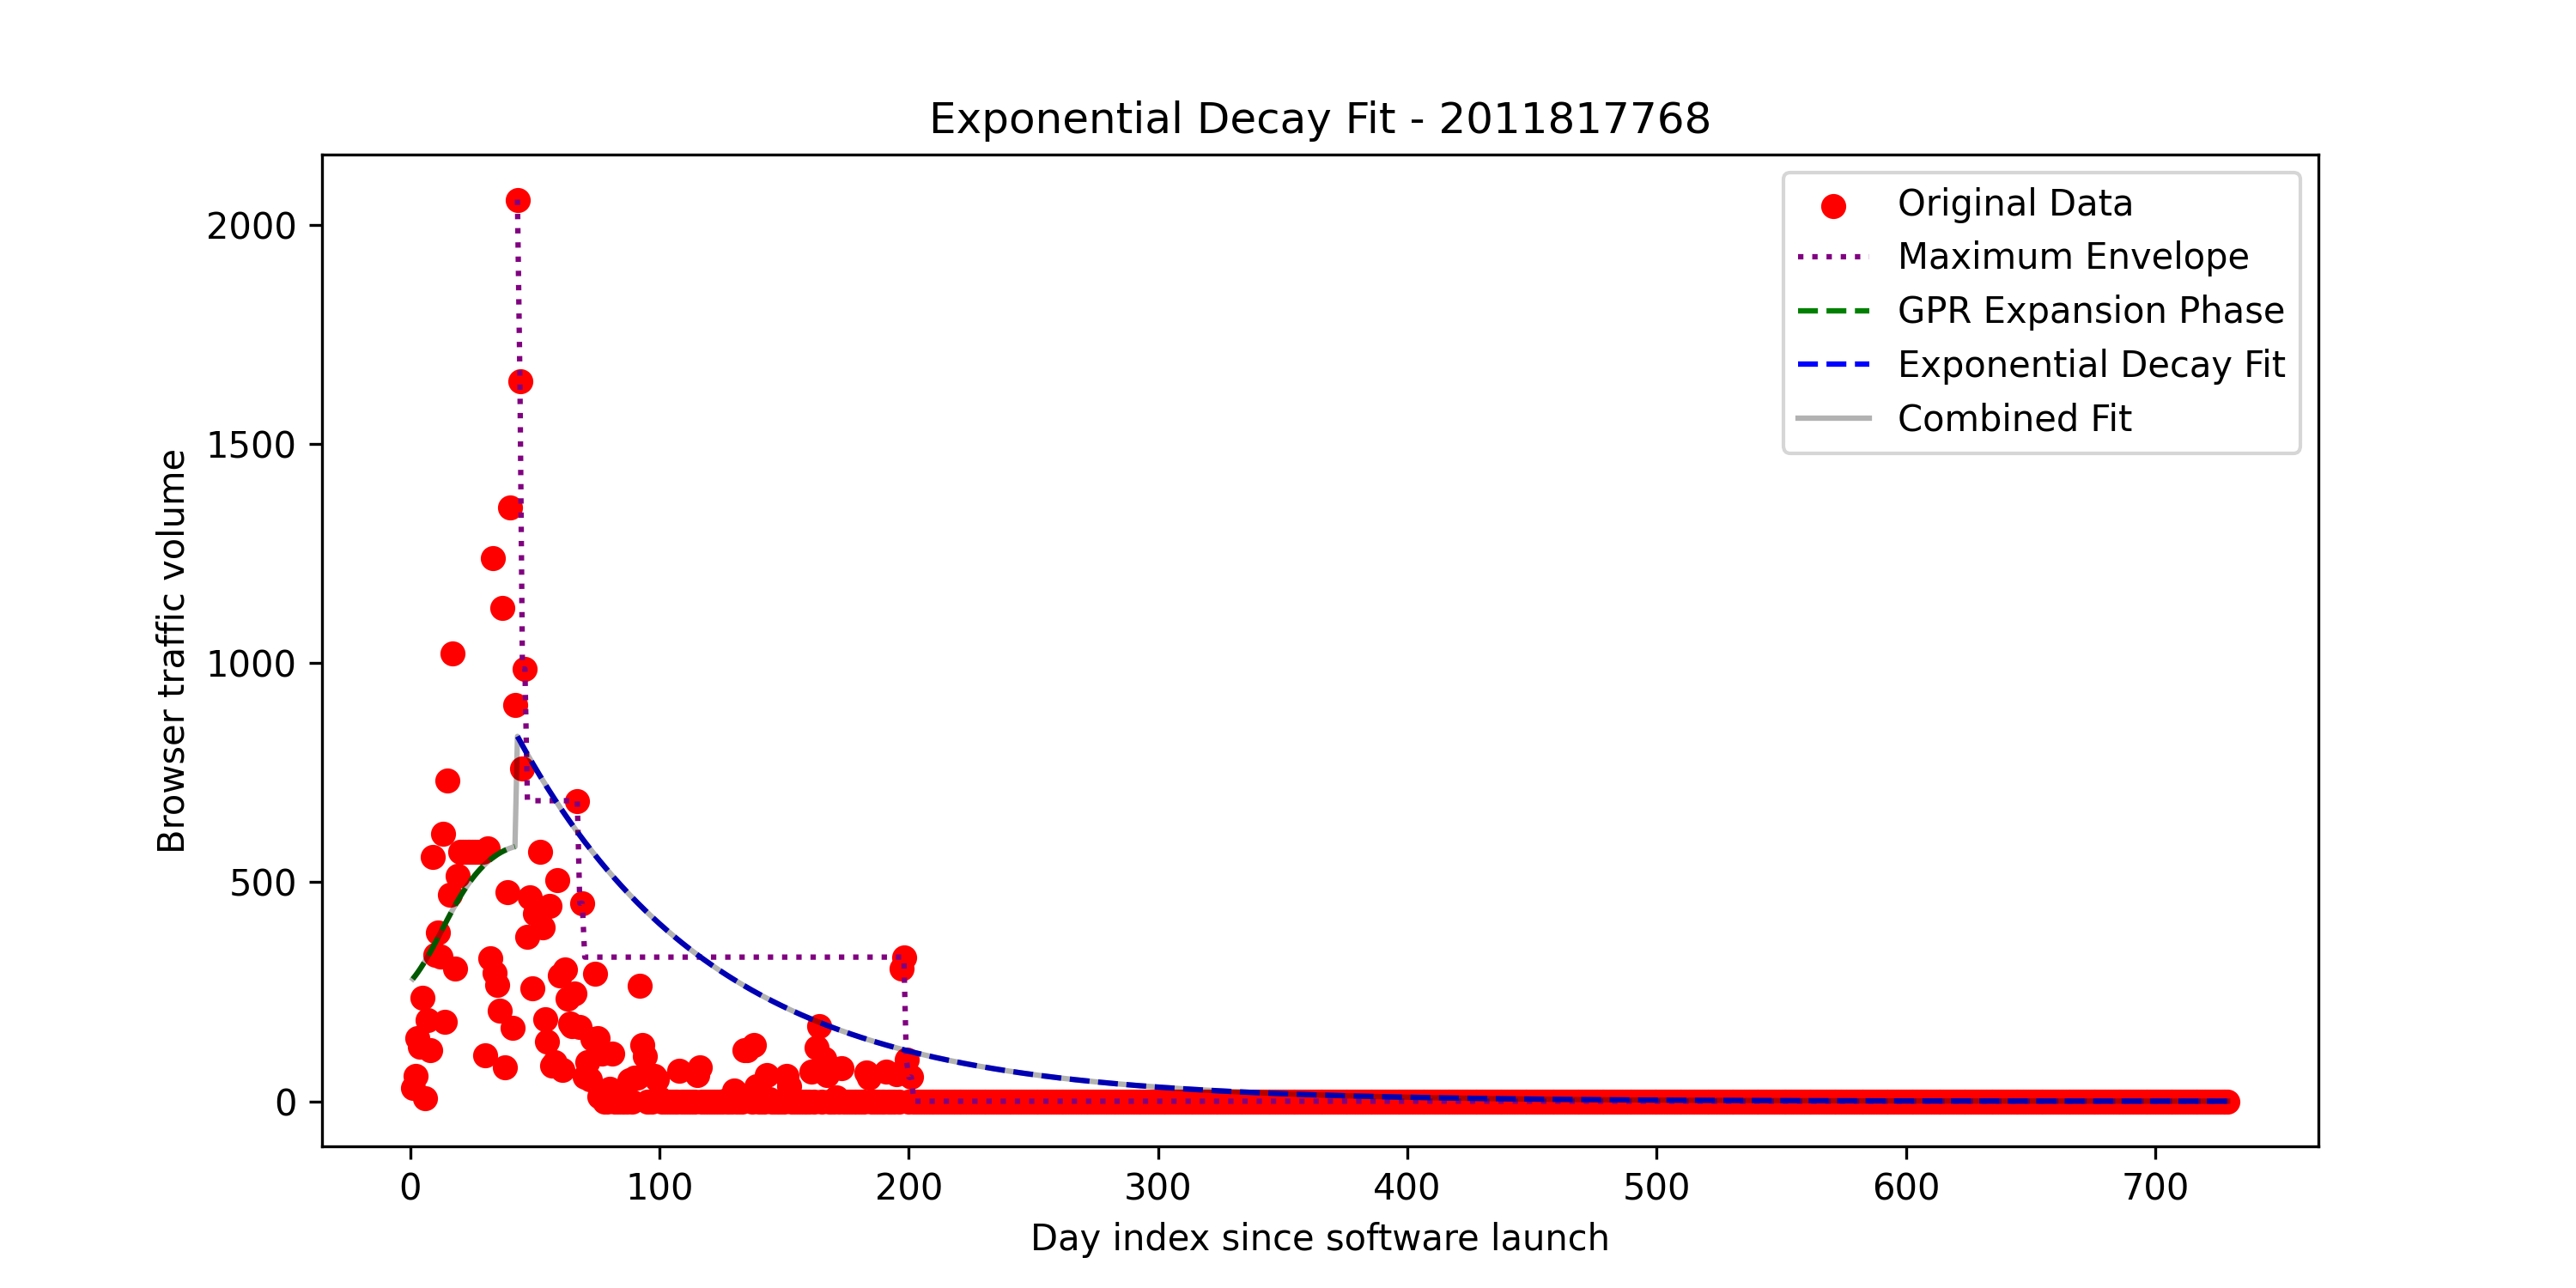 Exponential Decay Fit - 2011817768
Original Data
Maximum Envelope
GPR Expansion Phase
Exponential Decay Fit
Combined Fit
Browser traffic volume
2000
1500
1000
500
0
0 100 200 300 400 500 600 700
Day index since software launch